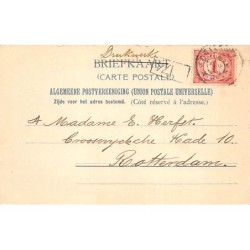 Drukwerk
BRIEFKAART
(CARTE POSTALE)
ALGEMEENE POSTVEREENIGING (UNION POSTALE UNIVERSELLE)
Zijde voor het adres bestemd. (Côté réservé à l'adresse)
A Madame E. Herfst.
Crooswyksche Kade 10.
Rotterdam.